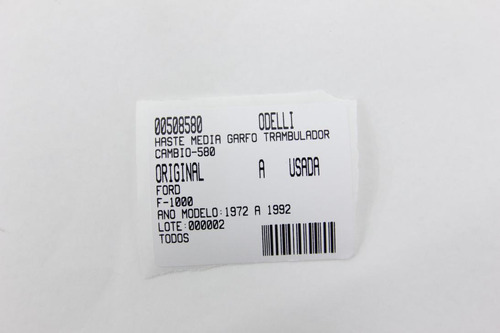 00508580 ODELLI
HASTE MEDIA GARFO TRAMBULADOR
CAMBIO-580
ORIGINAL A USADA
FORD
F-1000
ANO MODELO:1972 A 1992
LOTE:000002
TODOS